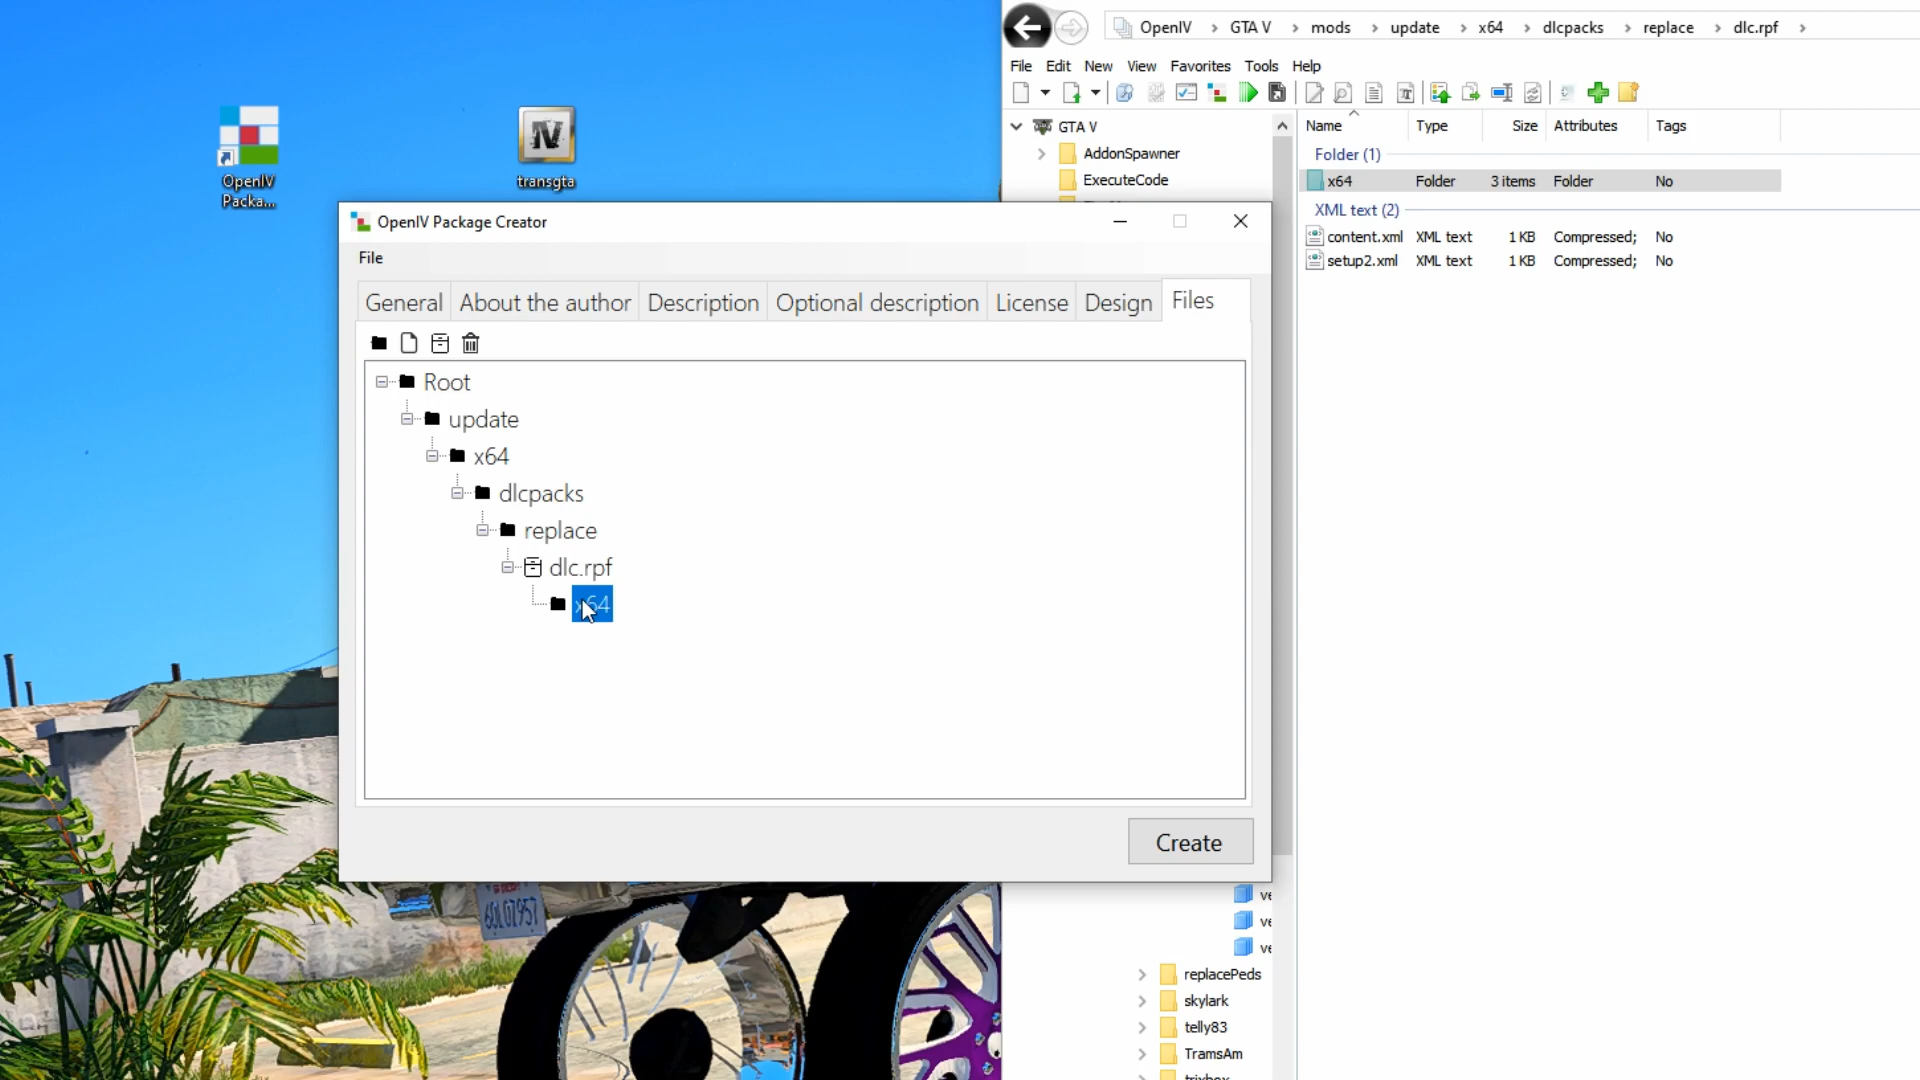 OpenIV
Packa...
transgta
OpenIV GTA V mods update x64 dlcpacks replace dlc.rpf
File Edit New View Favorites Tools Help
GTA V
AddonSpawner
ExecuteCode
Name Type Size Attributes Tags
Folder (1)
x64 Folder 3 items Folder No
XML text (2)
content.xml XML text 1 KB Compressed; No
setup2.xml XML text 1 KB Compressed; No
OpenIV Package Creator
File
General About the author Description Optional description License Design Files
Root
update
x64
dlcpacks
replace
dlc.rpf
x64
Create
60LG7957
ve
ve
ve
replacePeds
skylark
telly83
TramsAm